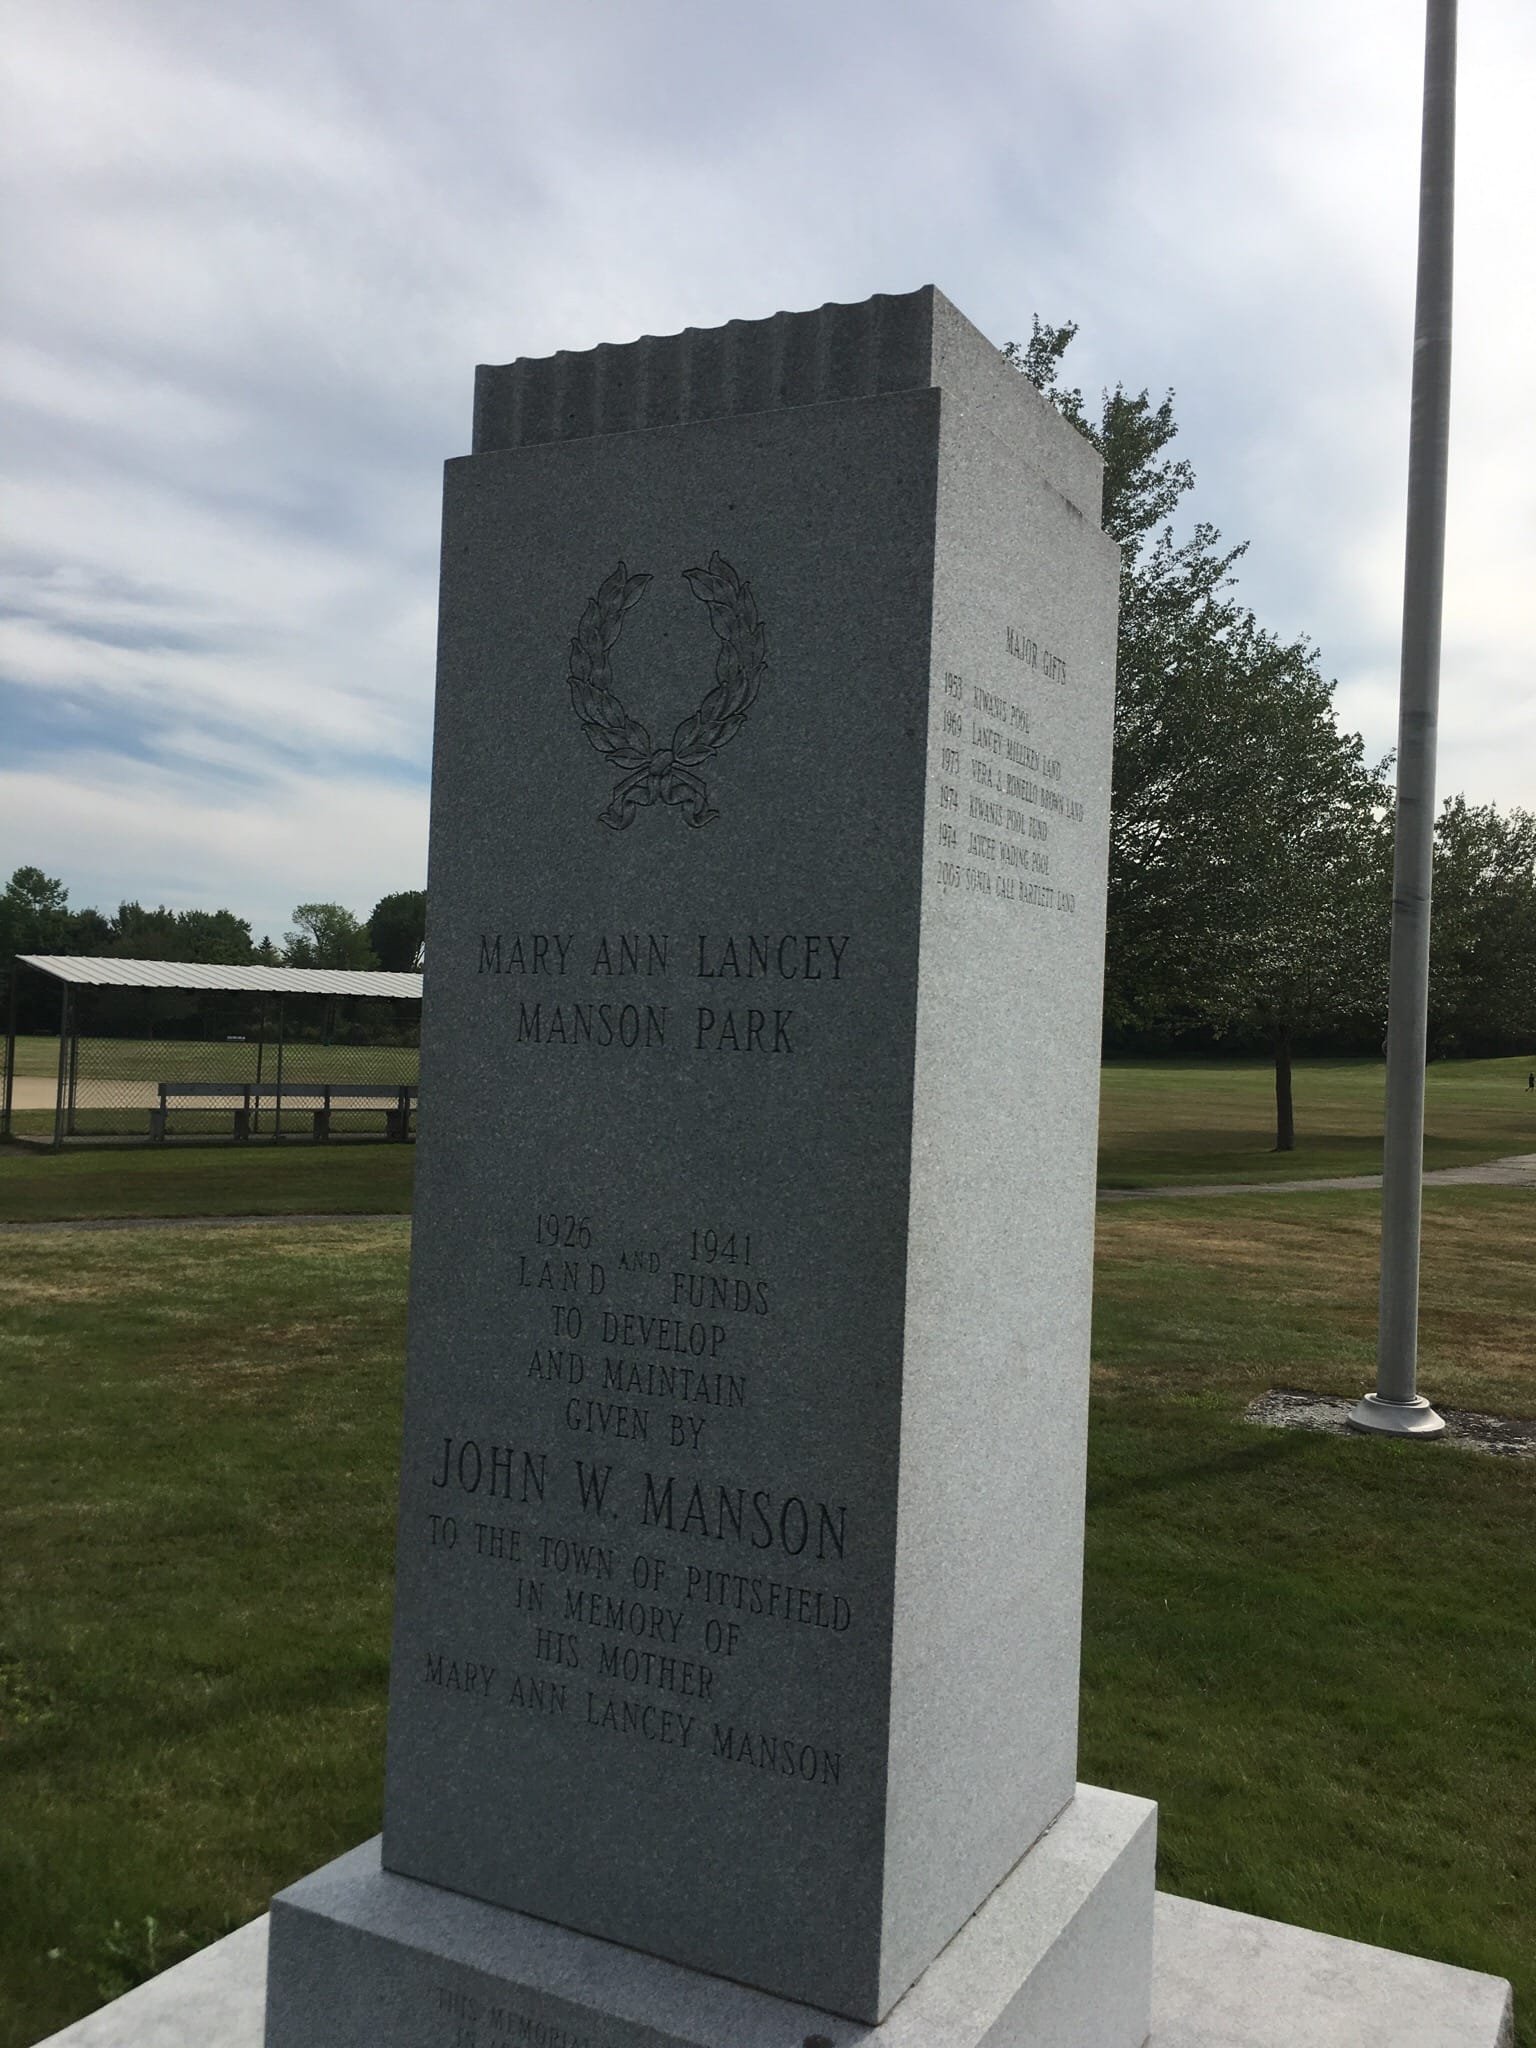 MARY ANN LANCEY
MANSON PARK
1926 AND 1941
LAND FUNDS
TO DEVELOP
AND MAINTAIN
GIVEN BY
JOHN W. MANSON
TO THE TOWN OF PITTSFIELD
IN MEMORY OF
HIS MOTHER
MARY ANN LANCEY MANSON
THIS MEMORIAL
MAJOR GIFTS
1953 KIWANIS POOL
1969 LANCEY MILLIKEN LAND
1973 VERA & RONELLO BROWN LAND
1974 KIWANIS POOL FUND
1974 JAYCEE WADING POOL
2005 SONIA CALL BARTLETT LAND